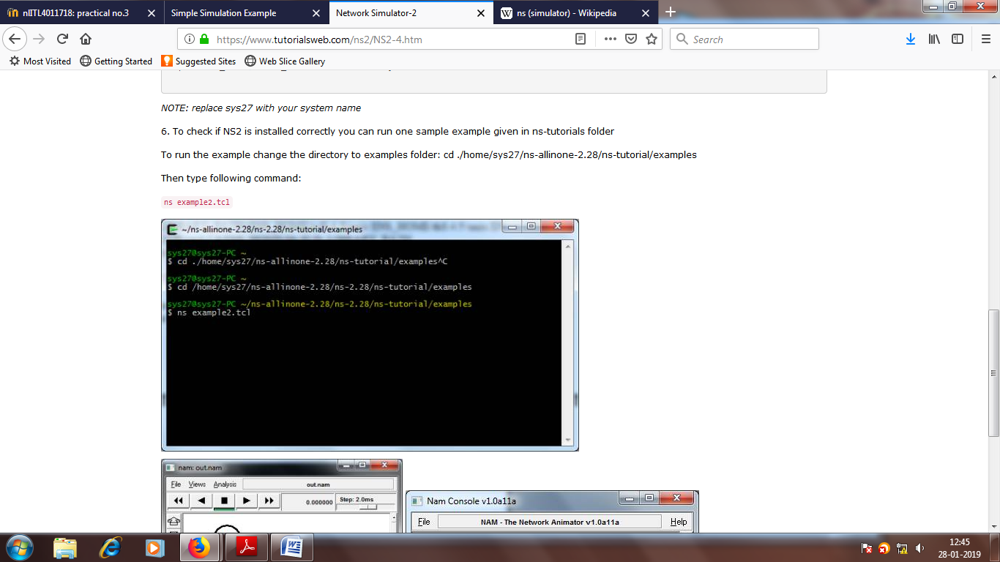 nIITL4011718: practical no.3
Simple Simulation Example
Network Simulator-2
W ns (simulator) - Wikipedia
https://www.tutorialsweb.com/ns2/NS2-4.htm
Search
Most Visited
Getting Started
Suggested Sites
Web Slice Gallery
NOTE: replace sys27 with your system name
6. To check if NS2 is installed correctly you can run one sample example given in ns-tutorials folder
To run the example change the directory to examples folder: cd ./home/sys27/ns-allinone-2.28/ns-tutorial/examples
Then type following command:
ns example2.tcl
~/ns-allinone-2.28/ns-2.28/ns-tutorial/examples
sys27@sys27-PC ~
$ cd ./home/sys27/ns-allinone-2.28/ns-tutorial/examples^C
sys27@sys27-PC ~
$ cd /home/sys27/ns-allinone-2.28/ns-2.28/ns-tutorial/examples
sys27@sys27-PC ~/ns-allinone-2.28/ns-2.28/ns-tutorial/examples
$ ns example2.tcl
nam: out.nam
File Views Analysis out.nam
0.000000 Step: 2.0ms
Nam Console v1.0a11a
File NAM - The Network Animator v1.0a11a Help
12:45
28-01-2019